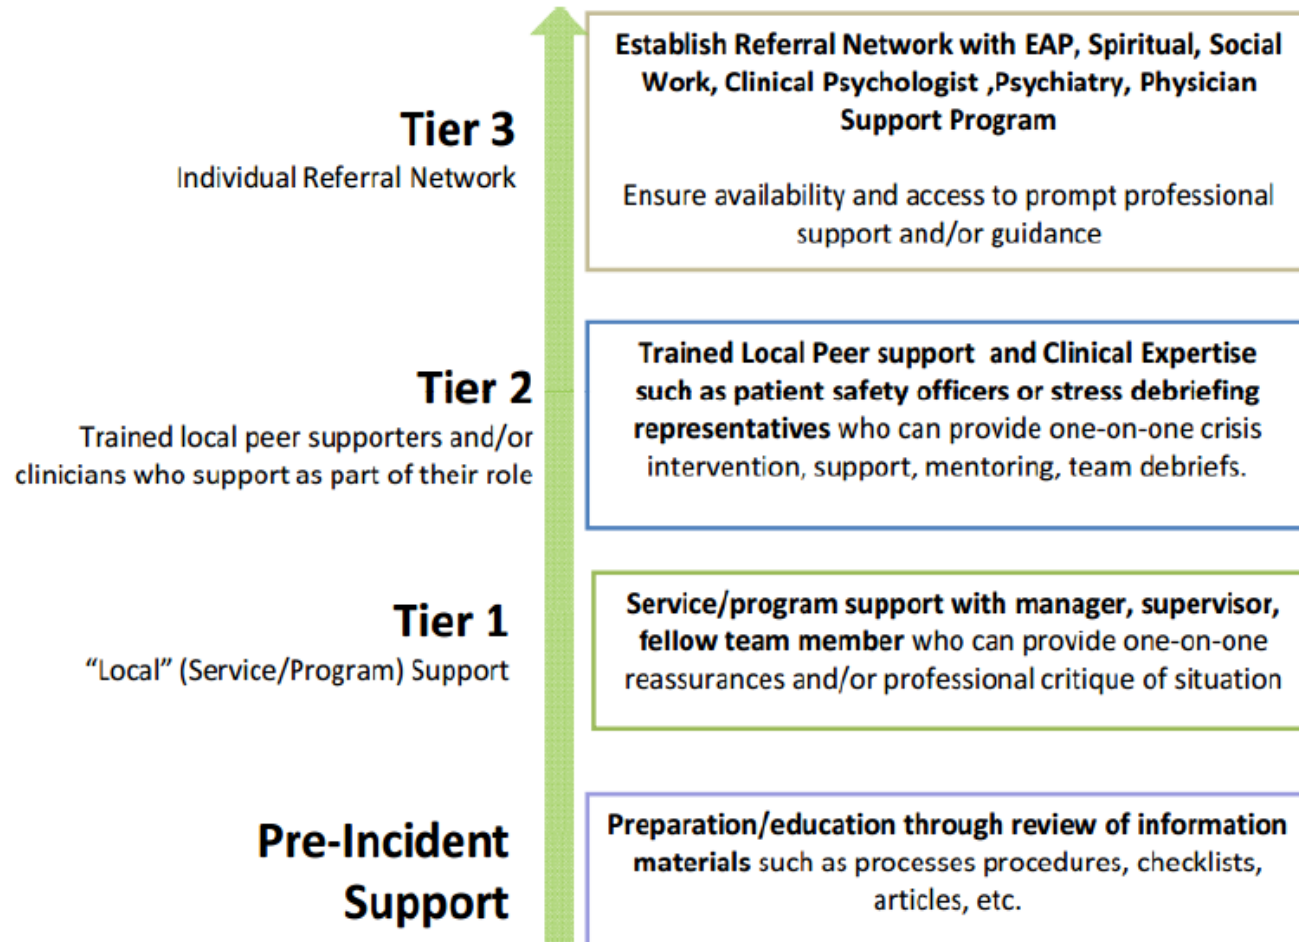 Tier 3
Individual Referral Network
Establish Referral Network with EAP, Spiritual, Social
Work, Clinical Psychologist ,Psychiatry, Physician
Support Program
Ensure availability and access to prompt professional
support and/or guidance
Tier 2
Trained local peer supporters and/or
clinicians who support as part of their role
Trained Local Peer support and Clinical Expertise
such as patient safety officers or stress debriefing
representatives who can provide one-on-one crisis
intervention, support, mentoring, team debriefs.
Tier 1
“Local” (Service/Program) Support
Service/program support with manager, supervisor,
fellow team member who can provide one-on-one
reassurances and/or professional critique of situation
Pre-Incident
Support
Preparation/education through review of information
materials such as processes procedures, checklists,
articles, etc.